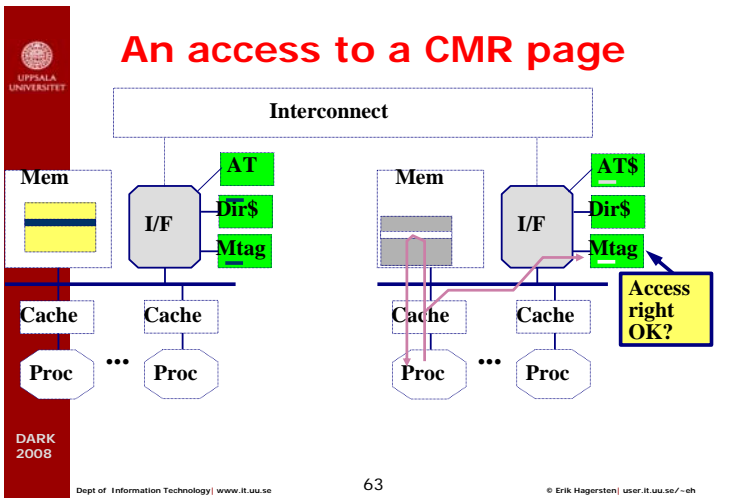 An access to a CMR page
UPPSALA
UNIVERSITET
Interconnect
Mem
AT
Dir$
Mtag
I/F
Cache
Cache
Proc
...
Proc
Mem
AT$
Dir$
Mtag
I/F
Access
right
OK?
Cache
Cache
Proc
...
Proc
DARK
2008
Dept of Information Technology| www.it.uu.se
63
© Erik Hagersten| user.it.uu.se/~eh